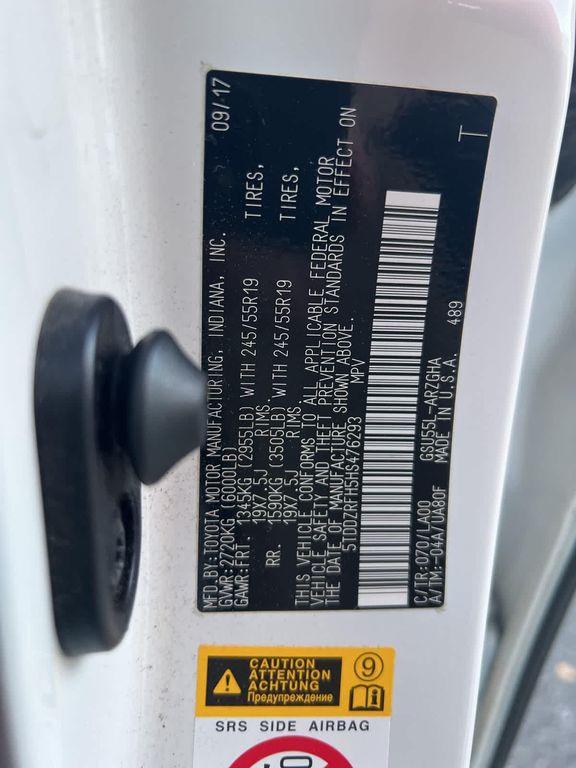 MFD.BY:TOYOTA MOTOR MANUFACTURING, INDIANA, INC. 09/17
GVWR:2720KG (6000LB)
GAWR:FRT. 1345KG (2955LB) WITH 245/55R19 TIRES,
19X7.5J RIMS.
RR. 1590KG (3505LB) WITH 245/55R19 TIRES,
19X7.5J RIMS.
THIS VEHICLE CONFORMS TO ALL APPLICABLE FEDERAL MOTOR
VEHICLE SAFETY AND THEFT PREVENTION STANDARDS IN EFFECT ON
THE DATE OF MANUFACTURE SHOWN ABOVE.
5TDDZRFH5HS476293 MPV
T
489
C/TR:070/LA00 GSU55L-ARZGHA
A/TM:-04A/UA80F MADE IN U.S.A.
CAUTION
ATTENTION
ACHTUNG
Предупреждение
9
SRS SIDE AIRBAG